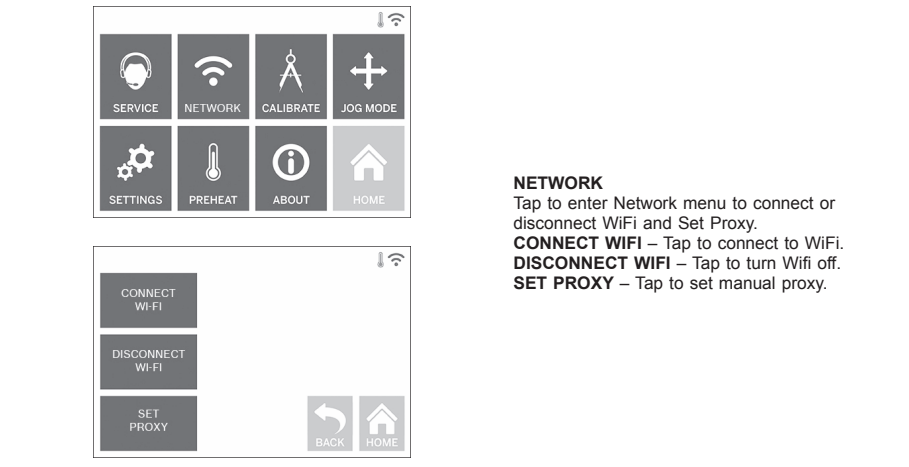 SERVICE NETWORK CALIBRATE JOG MODE
SETTINGS PREHEAT ABOUT HOME
CONNECT
WI-FI
DISCONNECT
WI-FI
SET
PROXY
BACK HOME
NETWORK
Tap to enter Network menu to connect or
disconnect WiFi and Set Proxy.
CONNECT WIFI – Tap to connect to WiFi.
DISCONNECT WIFI – Tap to turn Wifi off.
SET PROXY – Tap to set manual proxy.